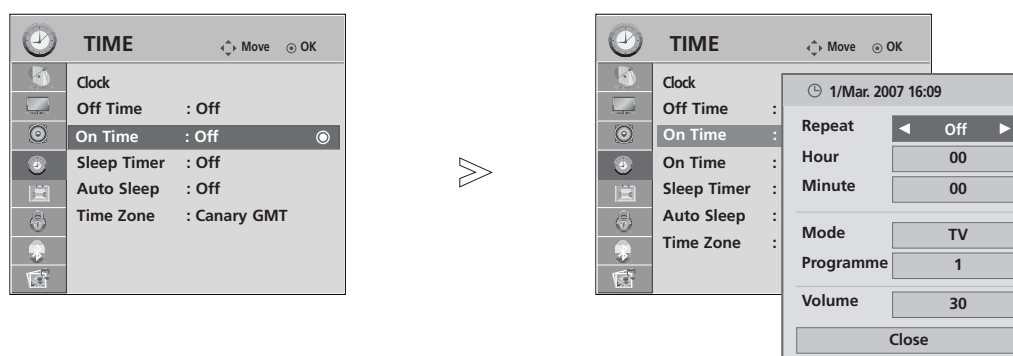 TIME Move OK
Clock
Off Time : Off
On Time : Off
Sleep Timer : Off
Auto Sleep : Off
Time Zone : Canary GMT
TIME Move OK
Clock
Off Time :
On Time :
On Time :
Sleep Timer :
Auto Sleep :
Time Zone :
1/Mar. 2007 16:09
Repeat Off
Hour 00
Minute 00
Mode TV
Programme 1
Volume 30
Close